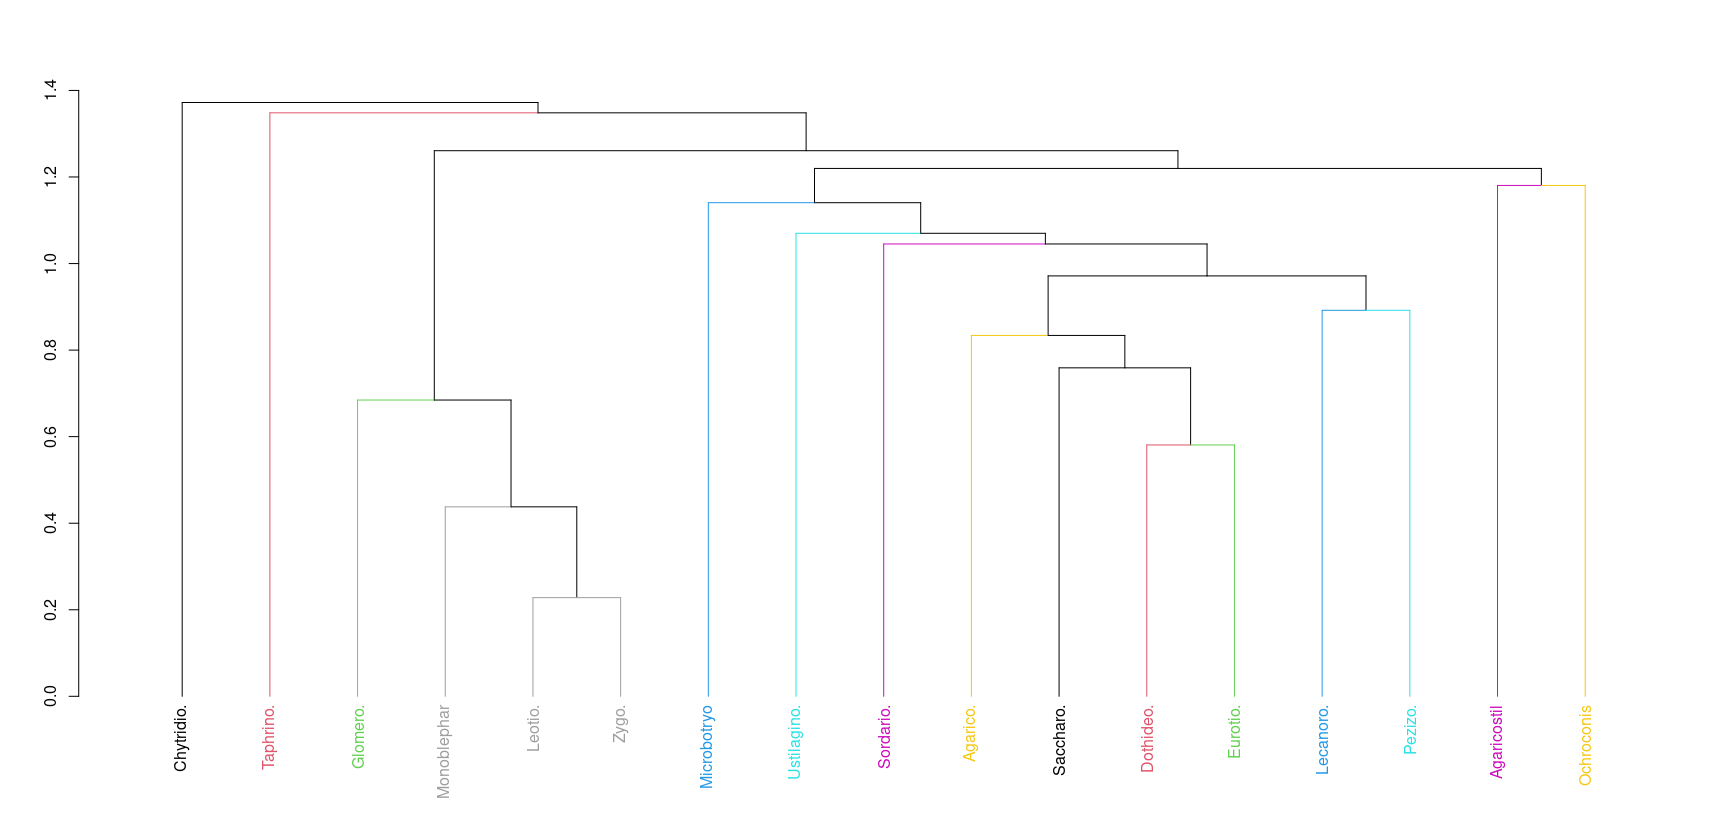 1.4
1.2
1.0
0.8
0.6
0.4
0.2
0.0
Chytridio.
Taphrino.
Glomero.
Monoblephar
Leotio.
Zygo.
Microbotryo
Ustilagino.
Sordario.
Agarico.
Saccharo.
Dothideo.
Eurotio.
Lecanoro.
Pezizo.
Agaricostil
Ochroconis